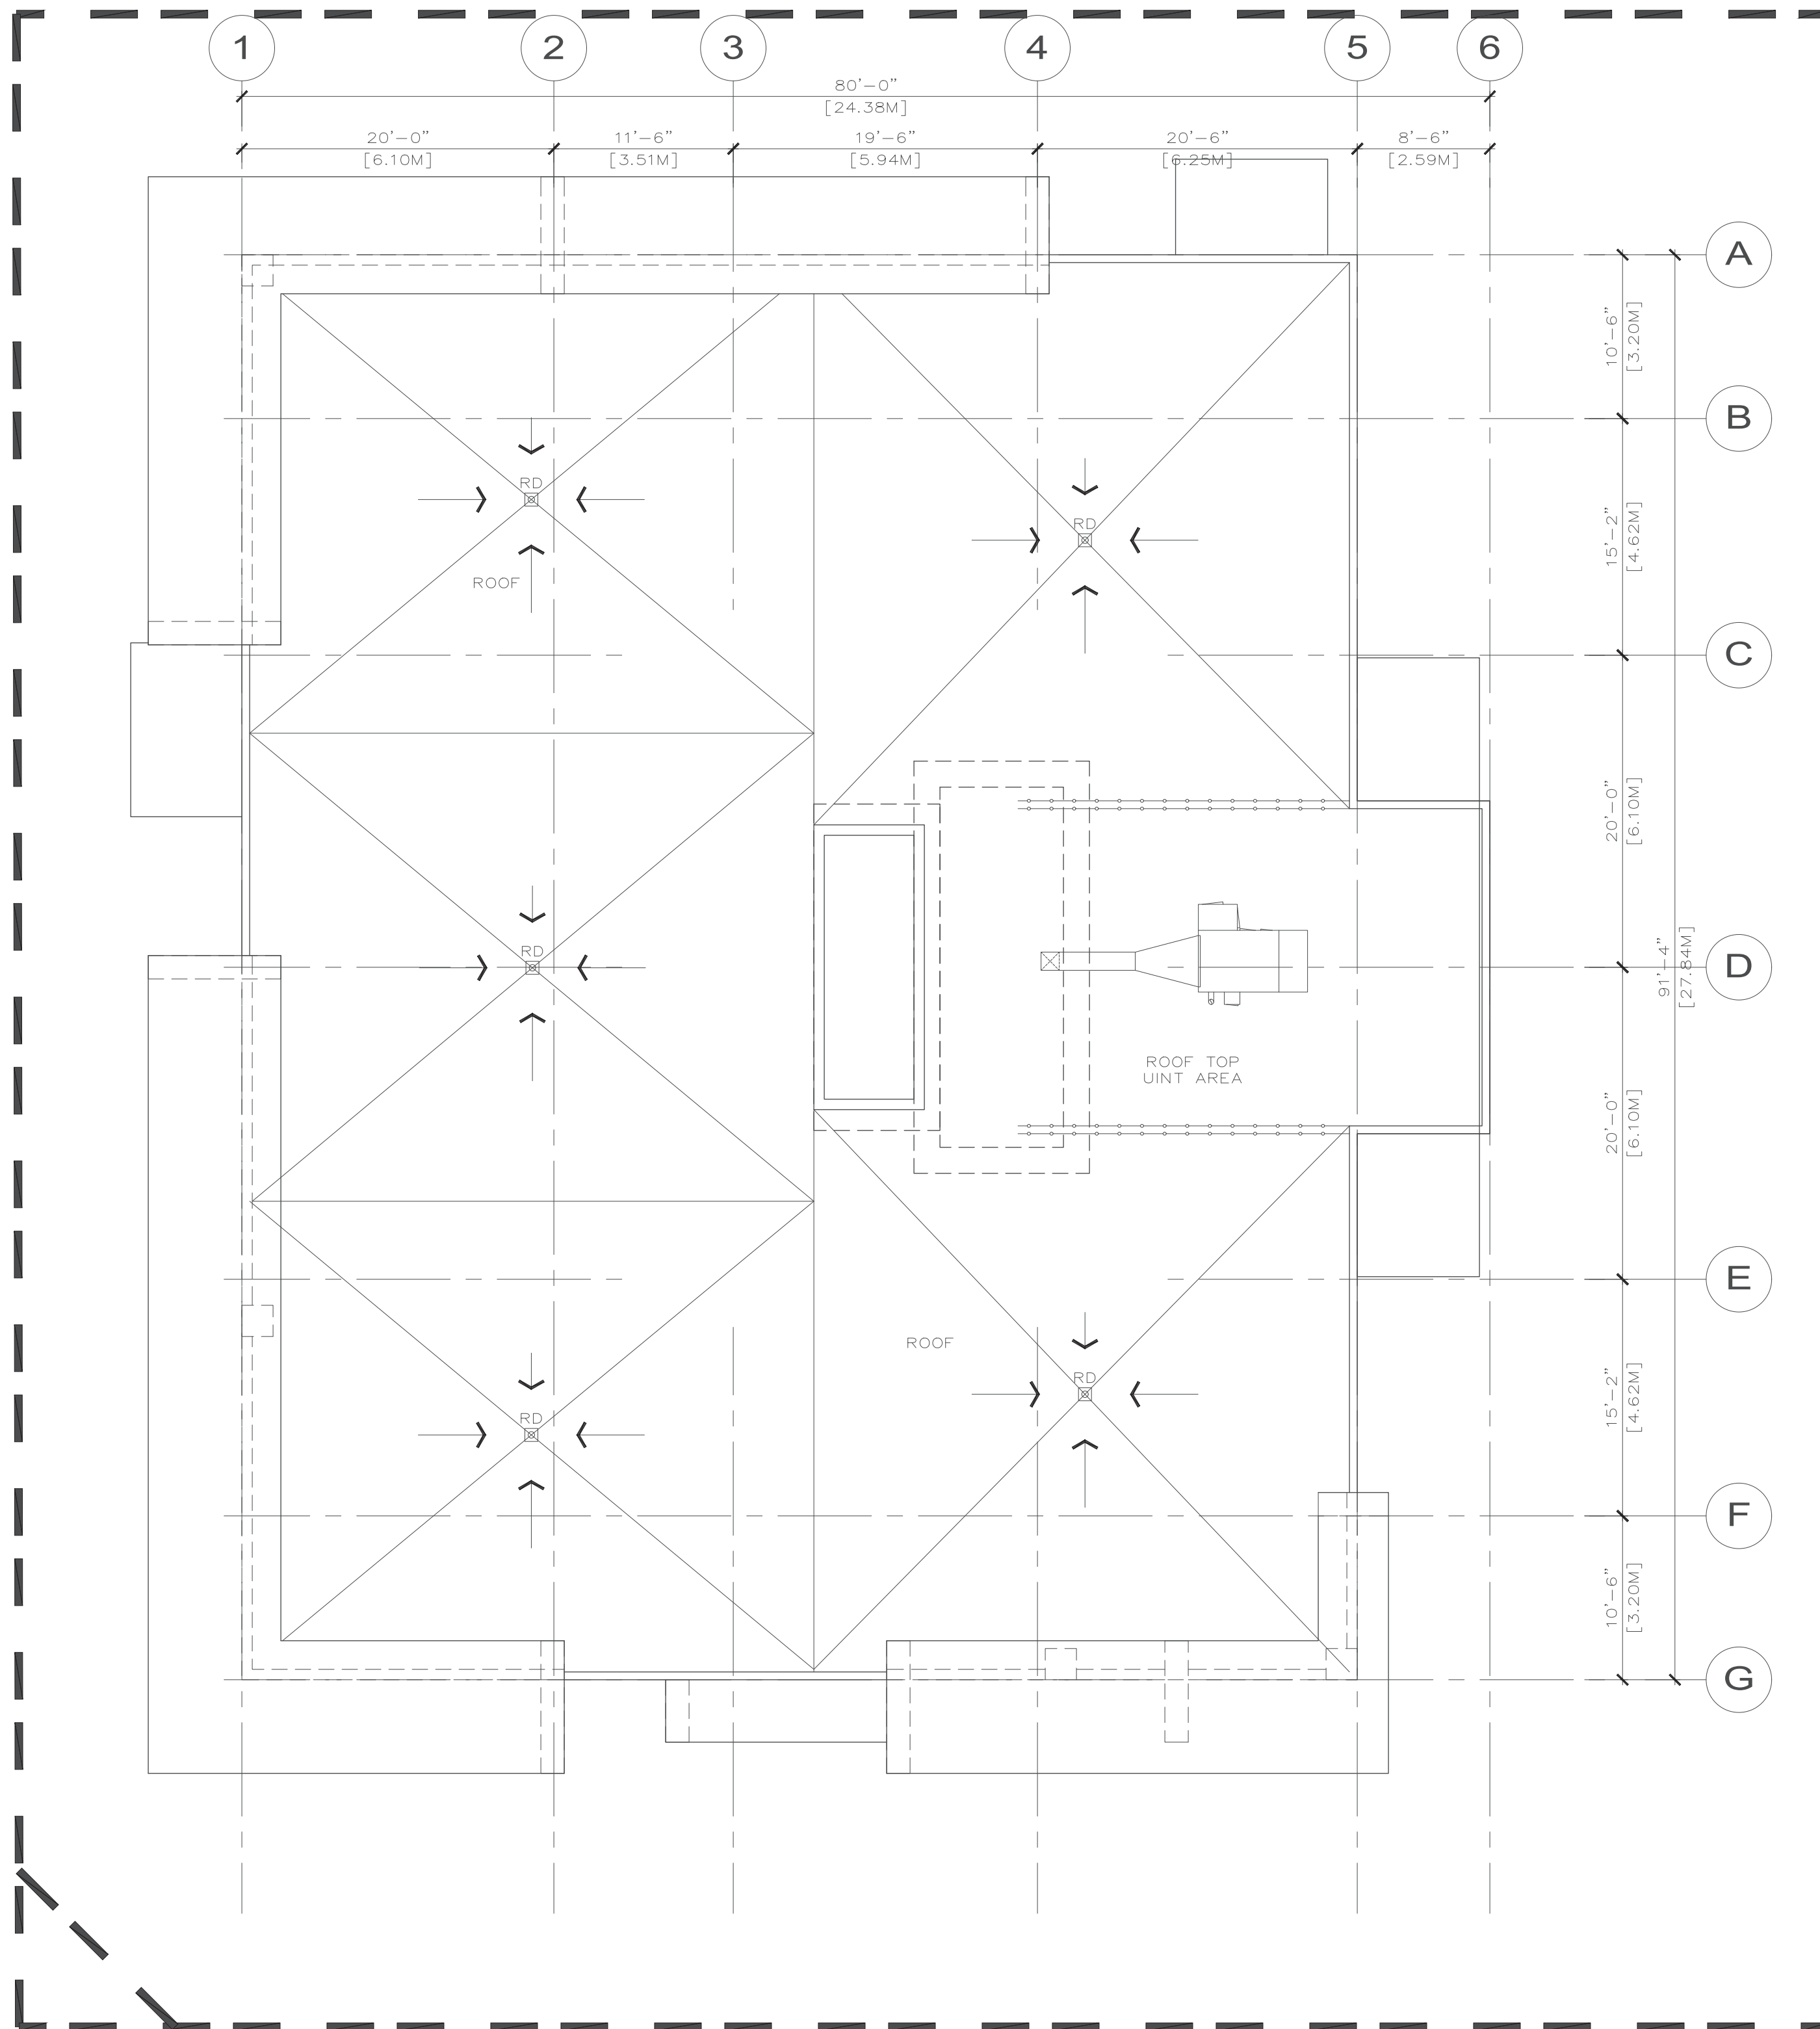 1 2 3 4 5 6
80'-0"
[24.38M]
20'-0" 11'-6" 19'-6" 20'-6" 8'-6"
[6.10M] [3.51M] [5.94M] [6.25M] [2.59M]
A
10'-6"
[3.20M]
B
RD
RD
15'-2"
[4.62M]
ROOF
C
20'-0"
[6.10M]
RD
91'-4"
[27.84M]
D
ROOF TOP
UINT AREA
20'-0"
[6.10M]
E
ROOF
RD
15'-2"
[4.62M]
RD
F
10'-6"
[3.20M]
G